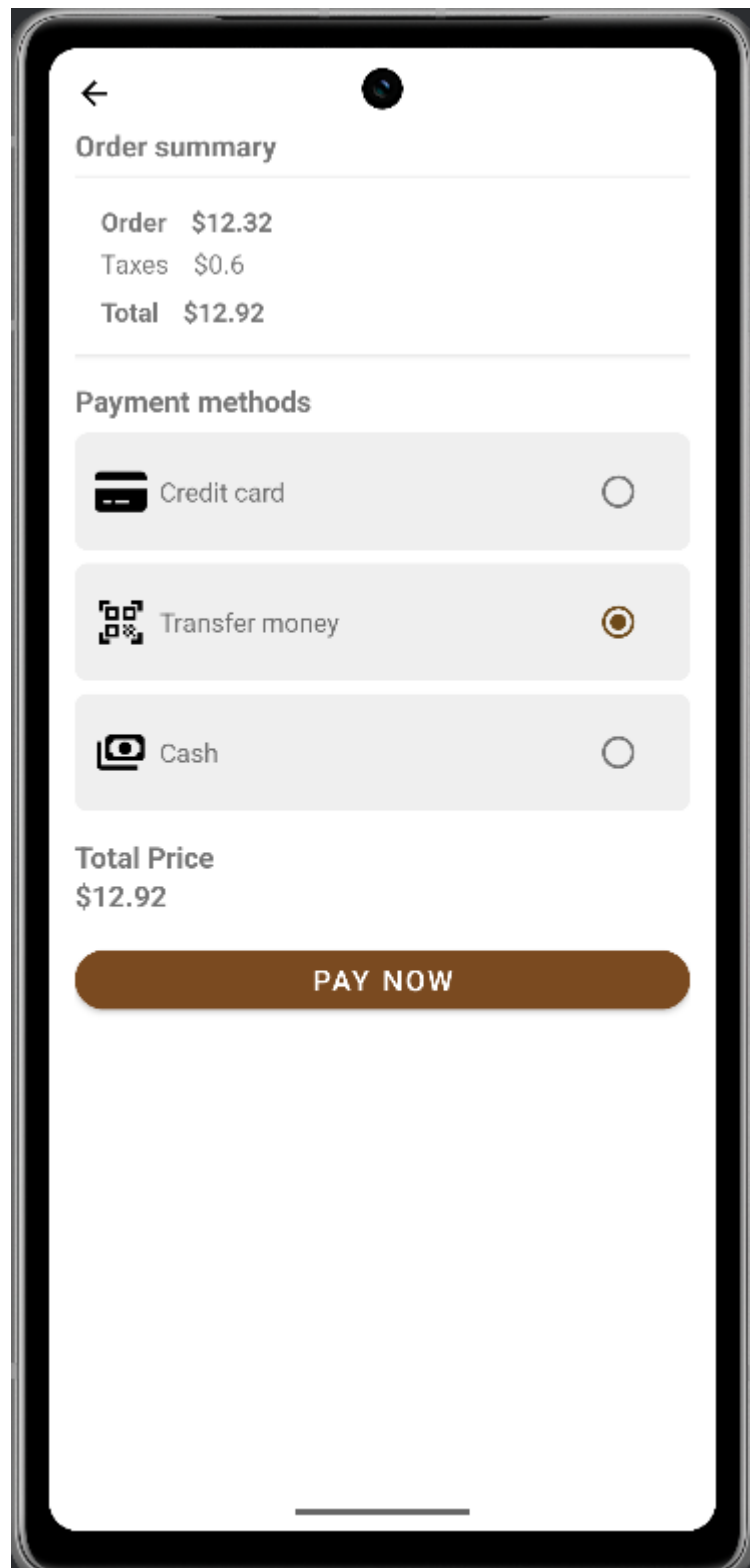 Order summary
Order $12.32
Taxes $0.6
Total $12.92
Payment methods
Credit card
Transfer money
Cash
Total Price
$12.92
PAY NOW